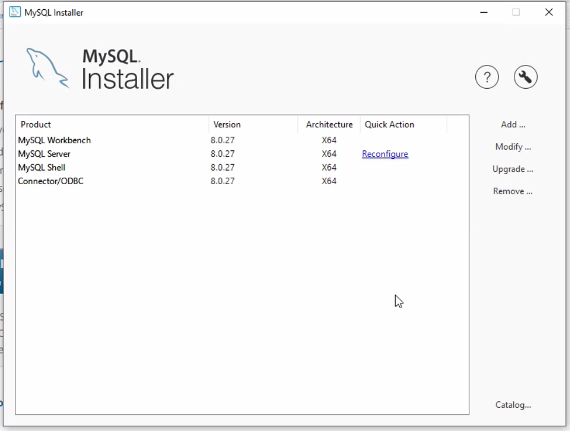 MySQL Installer
MySQL.
Installer
?
Product Version Architecture Quick Action
MySQL Workbench 8.0.27 X64
MySQL Server 8.0.27 X64 Reconfigure
MySQL Shell 8.0.27 X64
Connector/ODBC 8.0.27 X64
Add ...
Modify ...
Upgrade ...
Remove ...
Catalog...